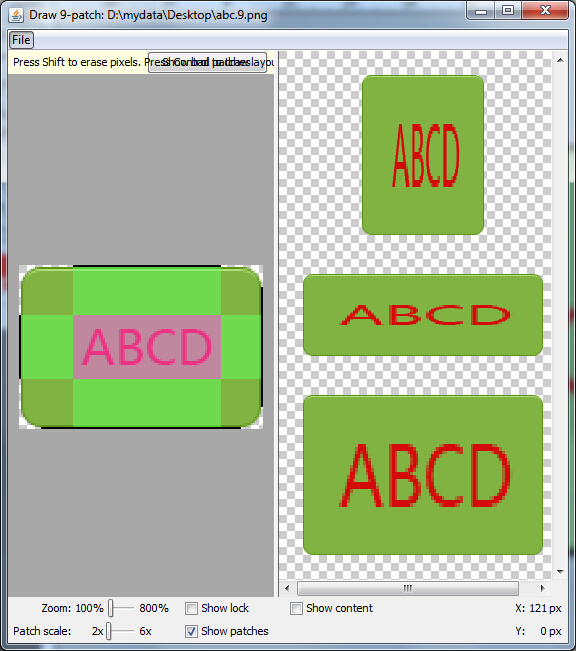 Draw 9-patch: D:\mydata\Desktop\abc.9.png
File
Press Shift to erase pixels. Press Control to draw layou
Show bad patches
ABCD
ABCD
ABCD
ABCD
Zoom: 100% 800% Show lock Show content X: 121 px
Patch scale: 2x 6x Show patches Y: 0 px